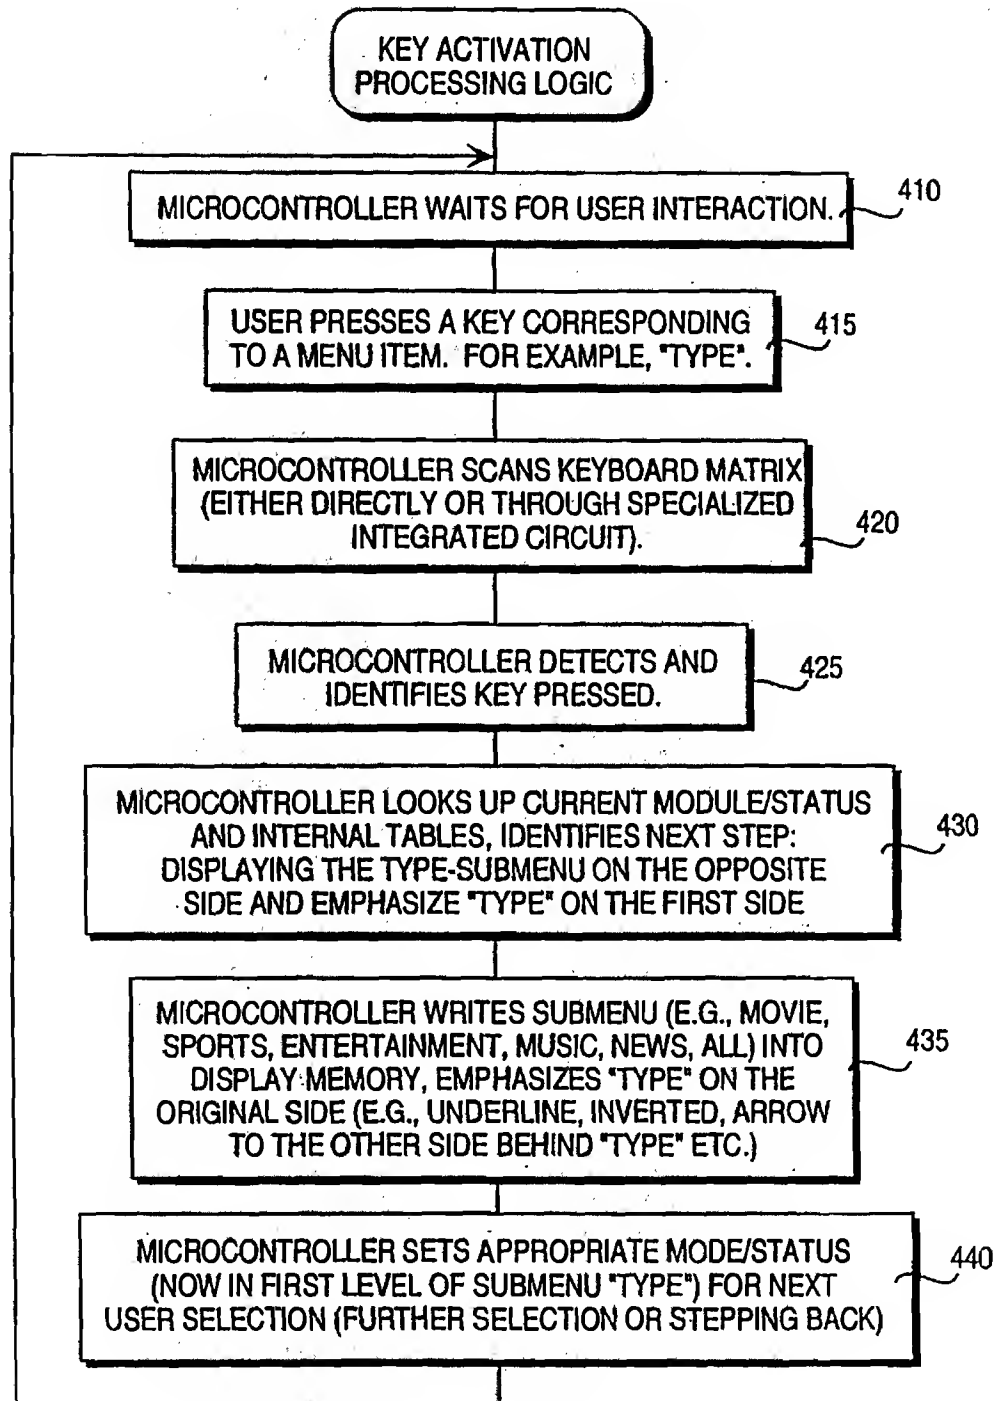 KEY ACTIVATION
PROCESSING LOGIC
MICROCONTROLLER WAITS FOR USER INTERACTION.
410
USER PRESSES A KEY CORRESPONDING
TO A MENU ITEM. FOR EXAMPLE, "TYPE".
415
MICROCONTROLLER SCANS KEYBOARD MATRIX
(EITHER DIRECTLY OR THROUGH SPECIALIZED
INTEGRATED CIRCUIT).
420
MICROCONTROLLER DETECTS AND
IDENTIFIES KEY PRESSED.
425
MICROCONTROLLER LOOKS UP CURRENT MODULE/STATUS
AND INTERNAL TABLES, IDENTIFIES NEXT STEP:
DISPLAYING THE TYPE-SUBMENU ON THE OPPOSITE
SIDE AND EMPHASIZE "TYPE" ON THE FIRST SIDE
430
MICROCONTROLLER WRITES SUBMENU (E.G., MOVIE,
SPORTS, ENTERTAINMENT, MUSIC, NEWS, ALL) INTO
DISPLAY MEMORY, EMPHASIZES "TYPE" ON THE
ORIGINAL SIDE (E.G., UNDERLINE, INVERTED, ARROW
TO THE OTHER SIDE BEHIND "TYPE" ETC.)
435
MICROCONTROLLER SETS APPROPRIATE MODE/STATUS
(NOW IN FIRST LEVEL OF SUBMENU "TYPE") FOR NEXT
USER SELECTION (FURTHER SELECTION OR STEPPING BACK)
440